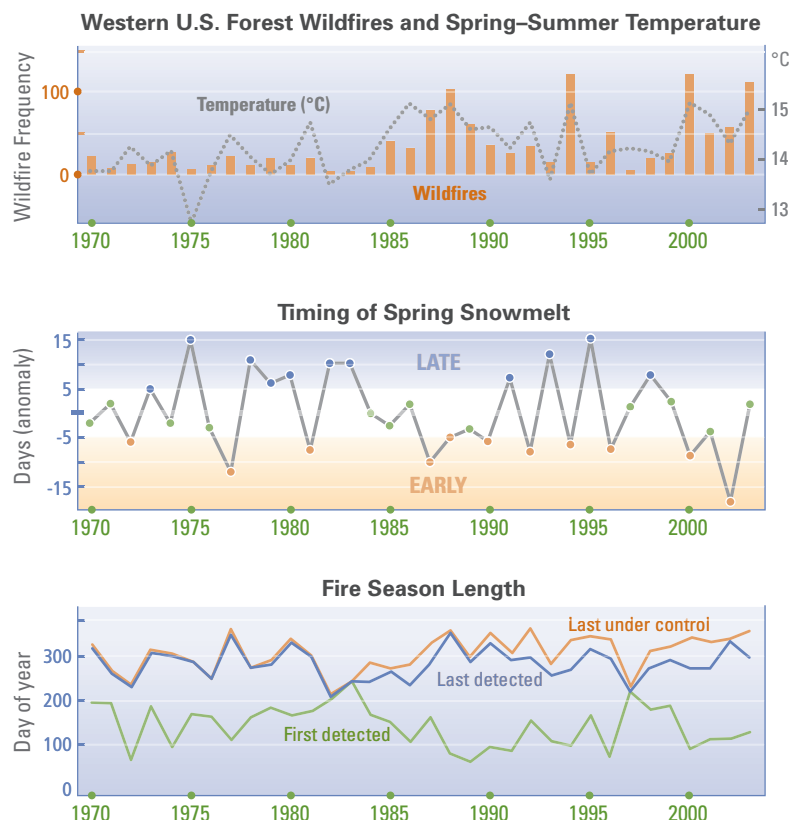 Western U.S. Forest Wildfires and Spring–Summer Temperature
Wildfire Frequency
°C
100
0
Temperature (°C)
Wildfires
15
14
13
1970 1975 1980 1985 1990 1995 2000
Timing of Spring Snowmelt
Days (anomaly)
15
5
-5
-15
LATE
EARLY
1970 1975 1980 1985 1990 1995 2000
Fire Season Length
Day of year
300
200
100
0
Last under control
Last detected
First detected
1970 1975 1980 1985 1990 1995 2000